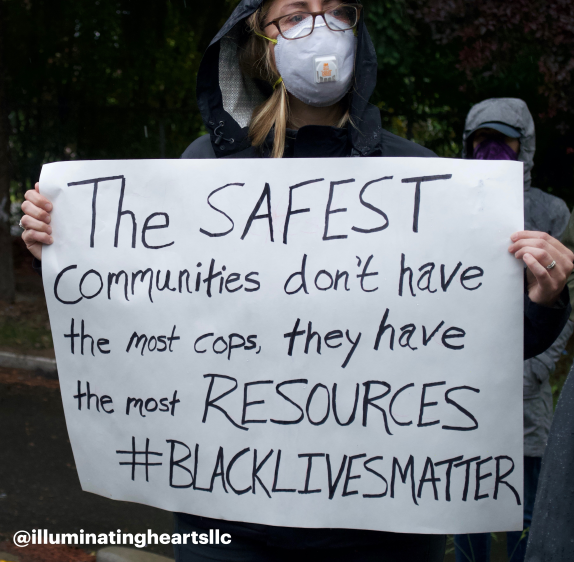 The SAFEST
communities don't have
the most cops, they have
the most RESOURCES
#BLACKLIVESMATTER
@illuminatingheartsllc